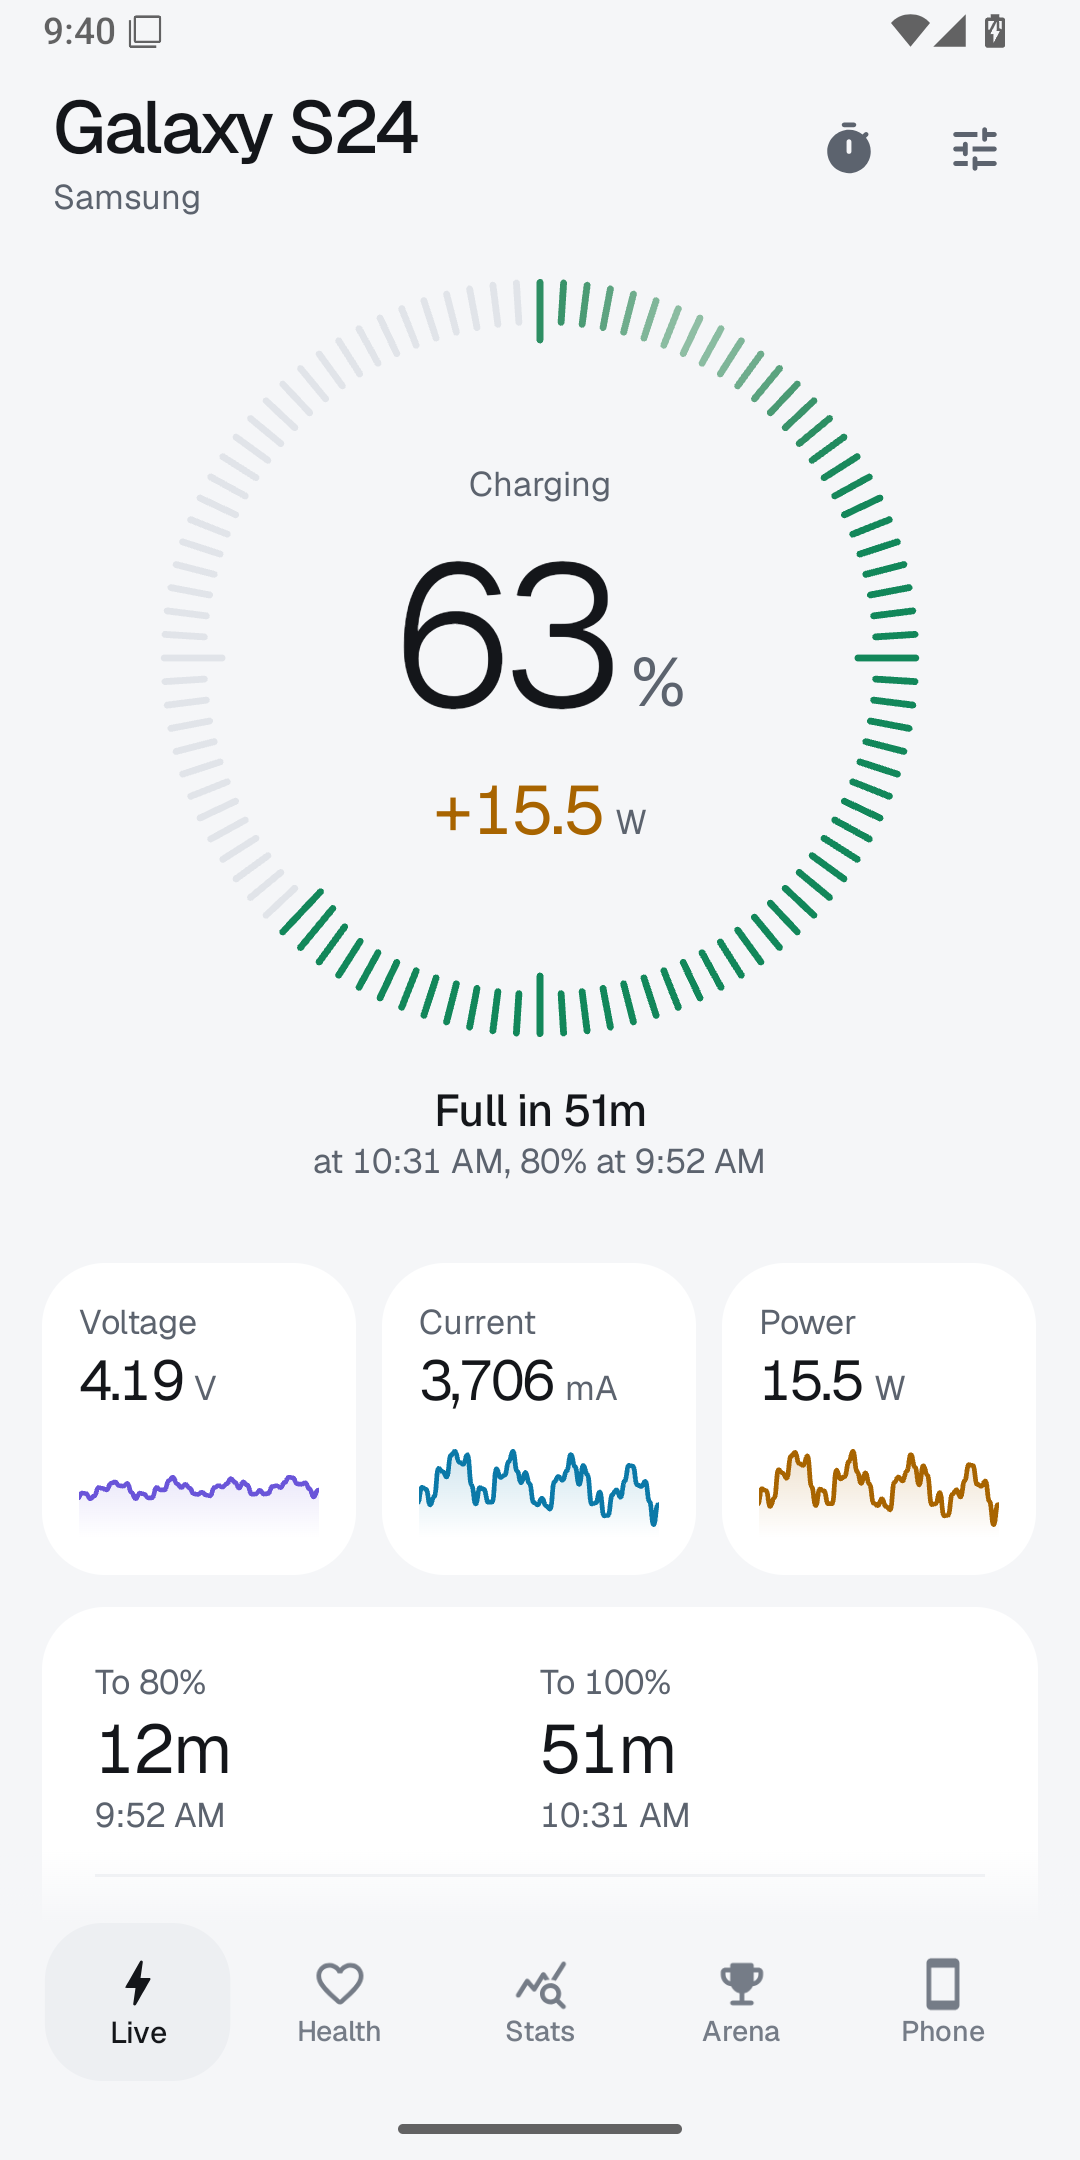 9:40
Galaxy S24
Samsung
Charging
63 %
+15.5 W
Full in 51m
at 10:31 AM, 80% at 9:52 AM
Voltage
4.19 V
Current
3,706 mA
Power
15.5 W
To 80%
12m
9:52 AM
To 100%
51m
10:31 AM
Live
Health
Stats
Arena
Phone